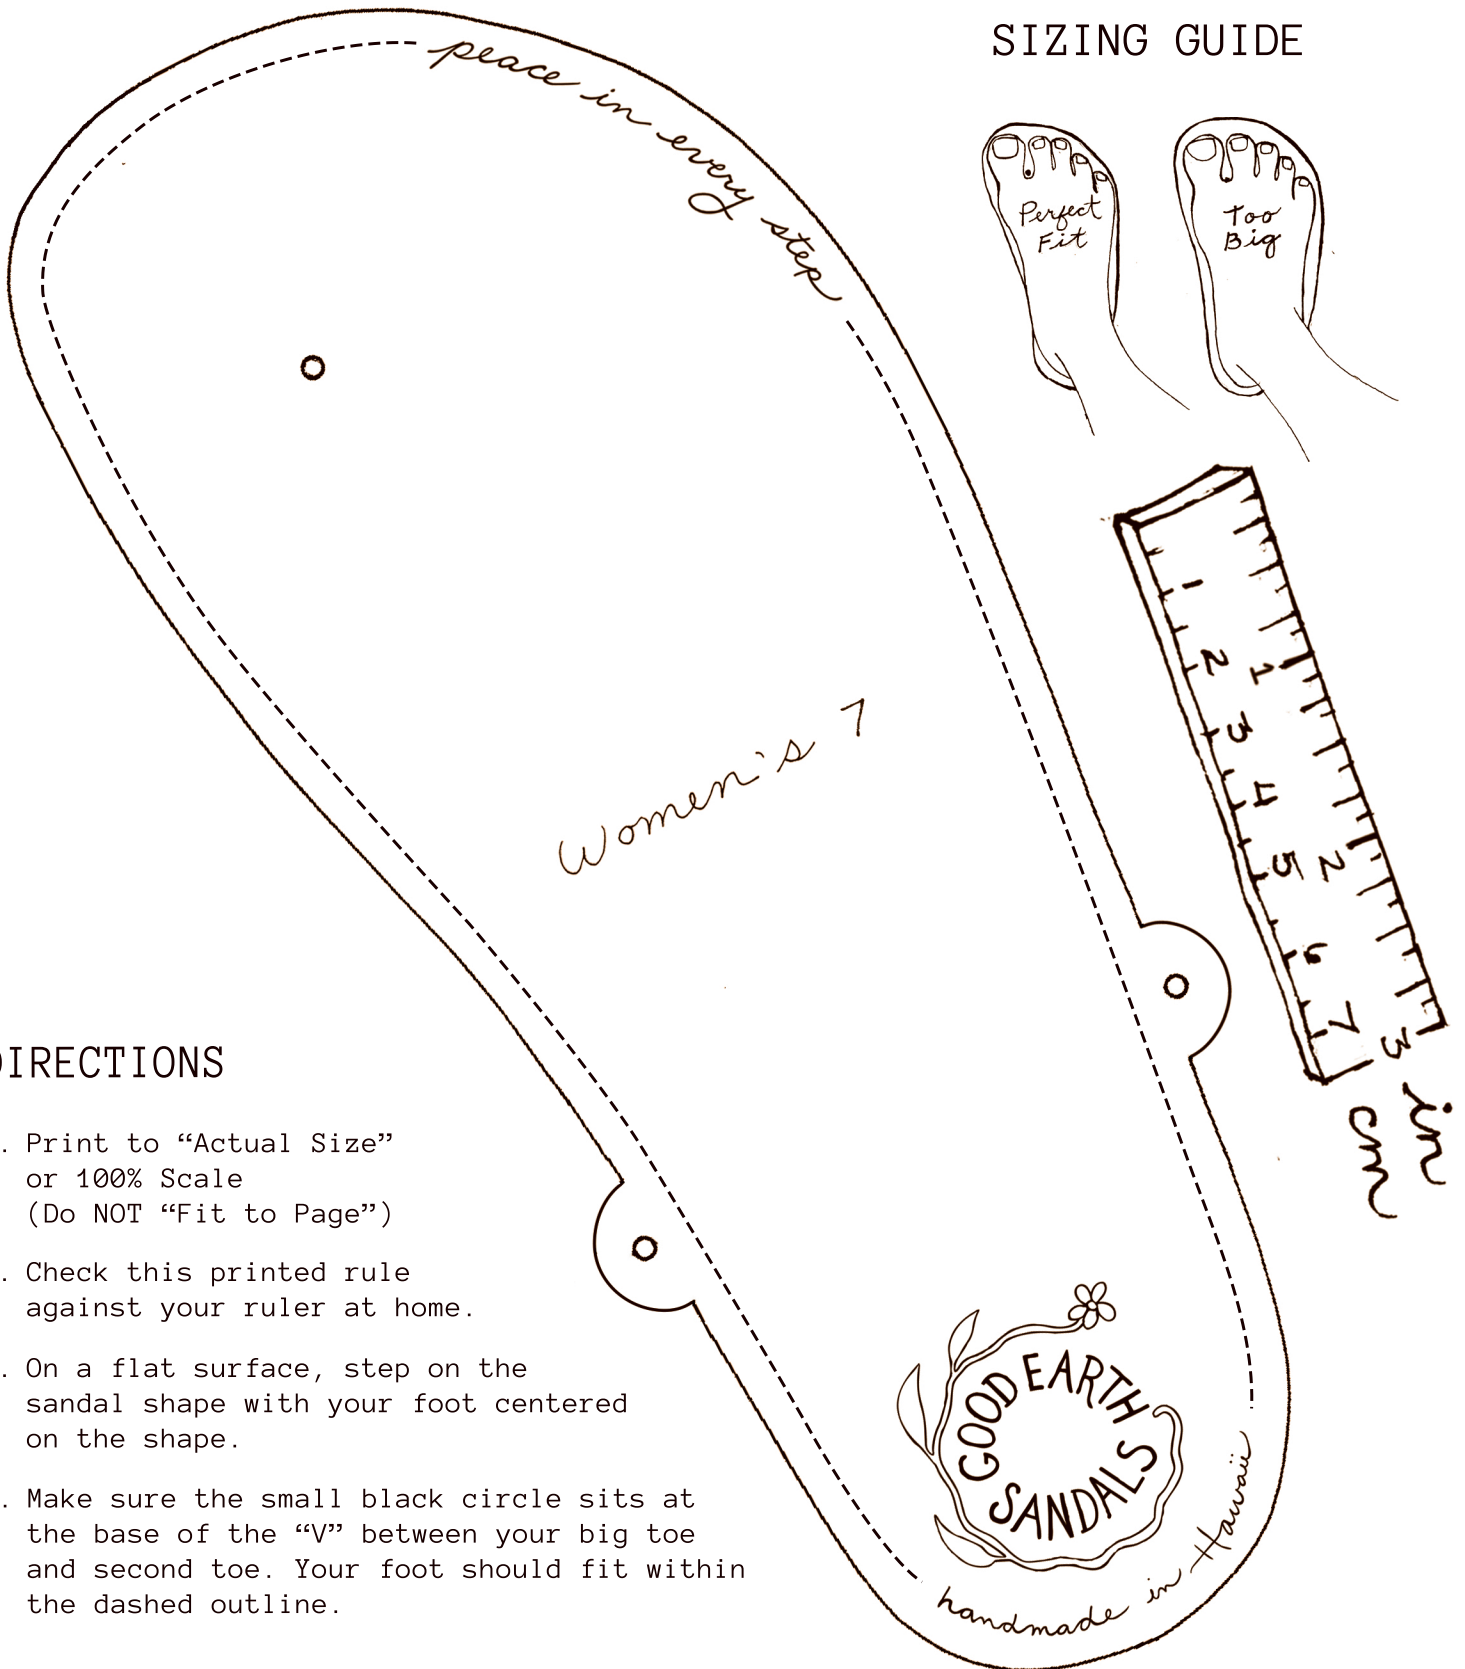 SIZING GUIDE
peace in every step
Perfect
Fit
Too
Big
1
2
3
4
5
6
7
1
2
3
in
cm
Women's 7
DIRECTIONS
. Print to “Actual Size”
or 100% Scale
(Do NOT “Fit to Page”)
. Check this printed rule
against your ruler at home.
. On a flat surface, step on the
sandal shape with your foot centered
on the shape.
. Make sure the small black circle sits at
the base of the “V” between your big toe
and second toe. Your foot should fit within
the dashed outline.
GOOD EARTH
SANDALS
handmade in Hawaii